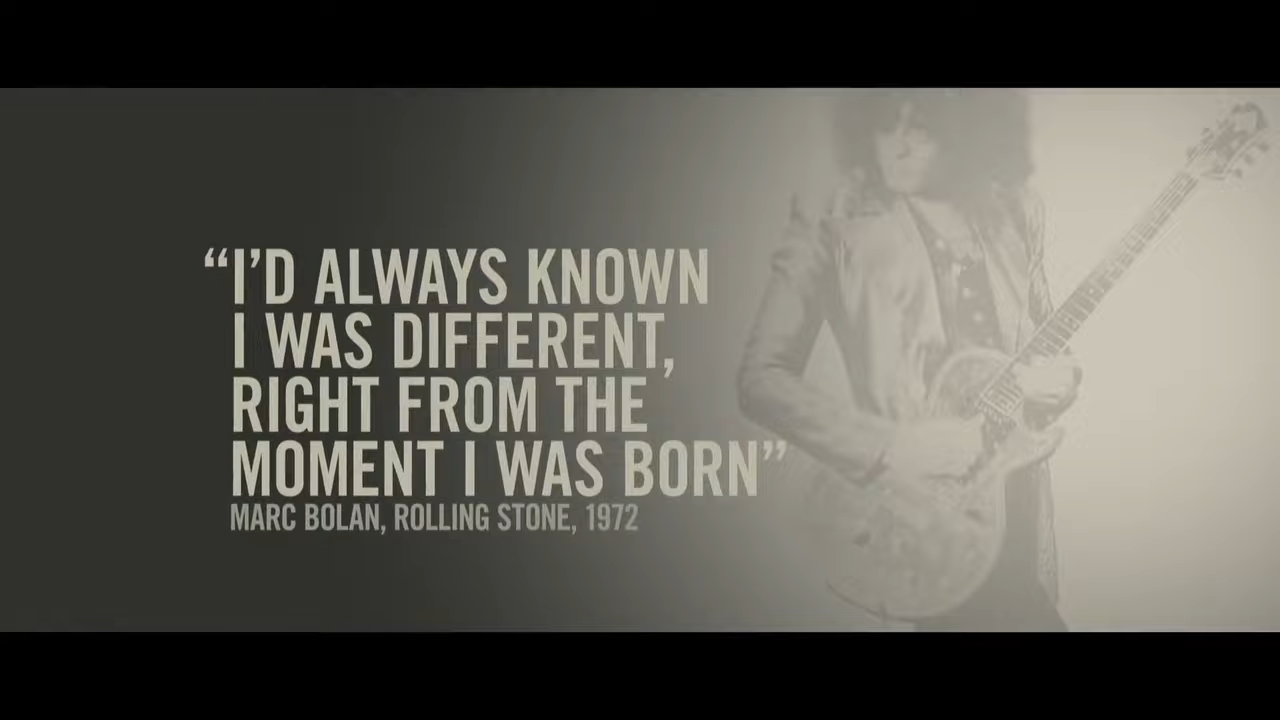 “I’D ALWAYS KNOWN
I WAS DIFFERENT,
RIGHT FROM THE
MOMENT I WAS BORN”
MARC BOLAN, ROLLING STONE, 1972